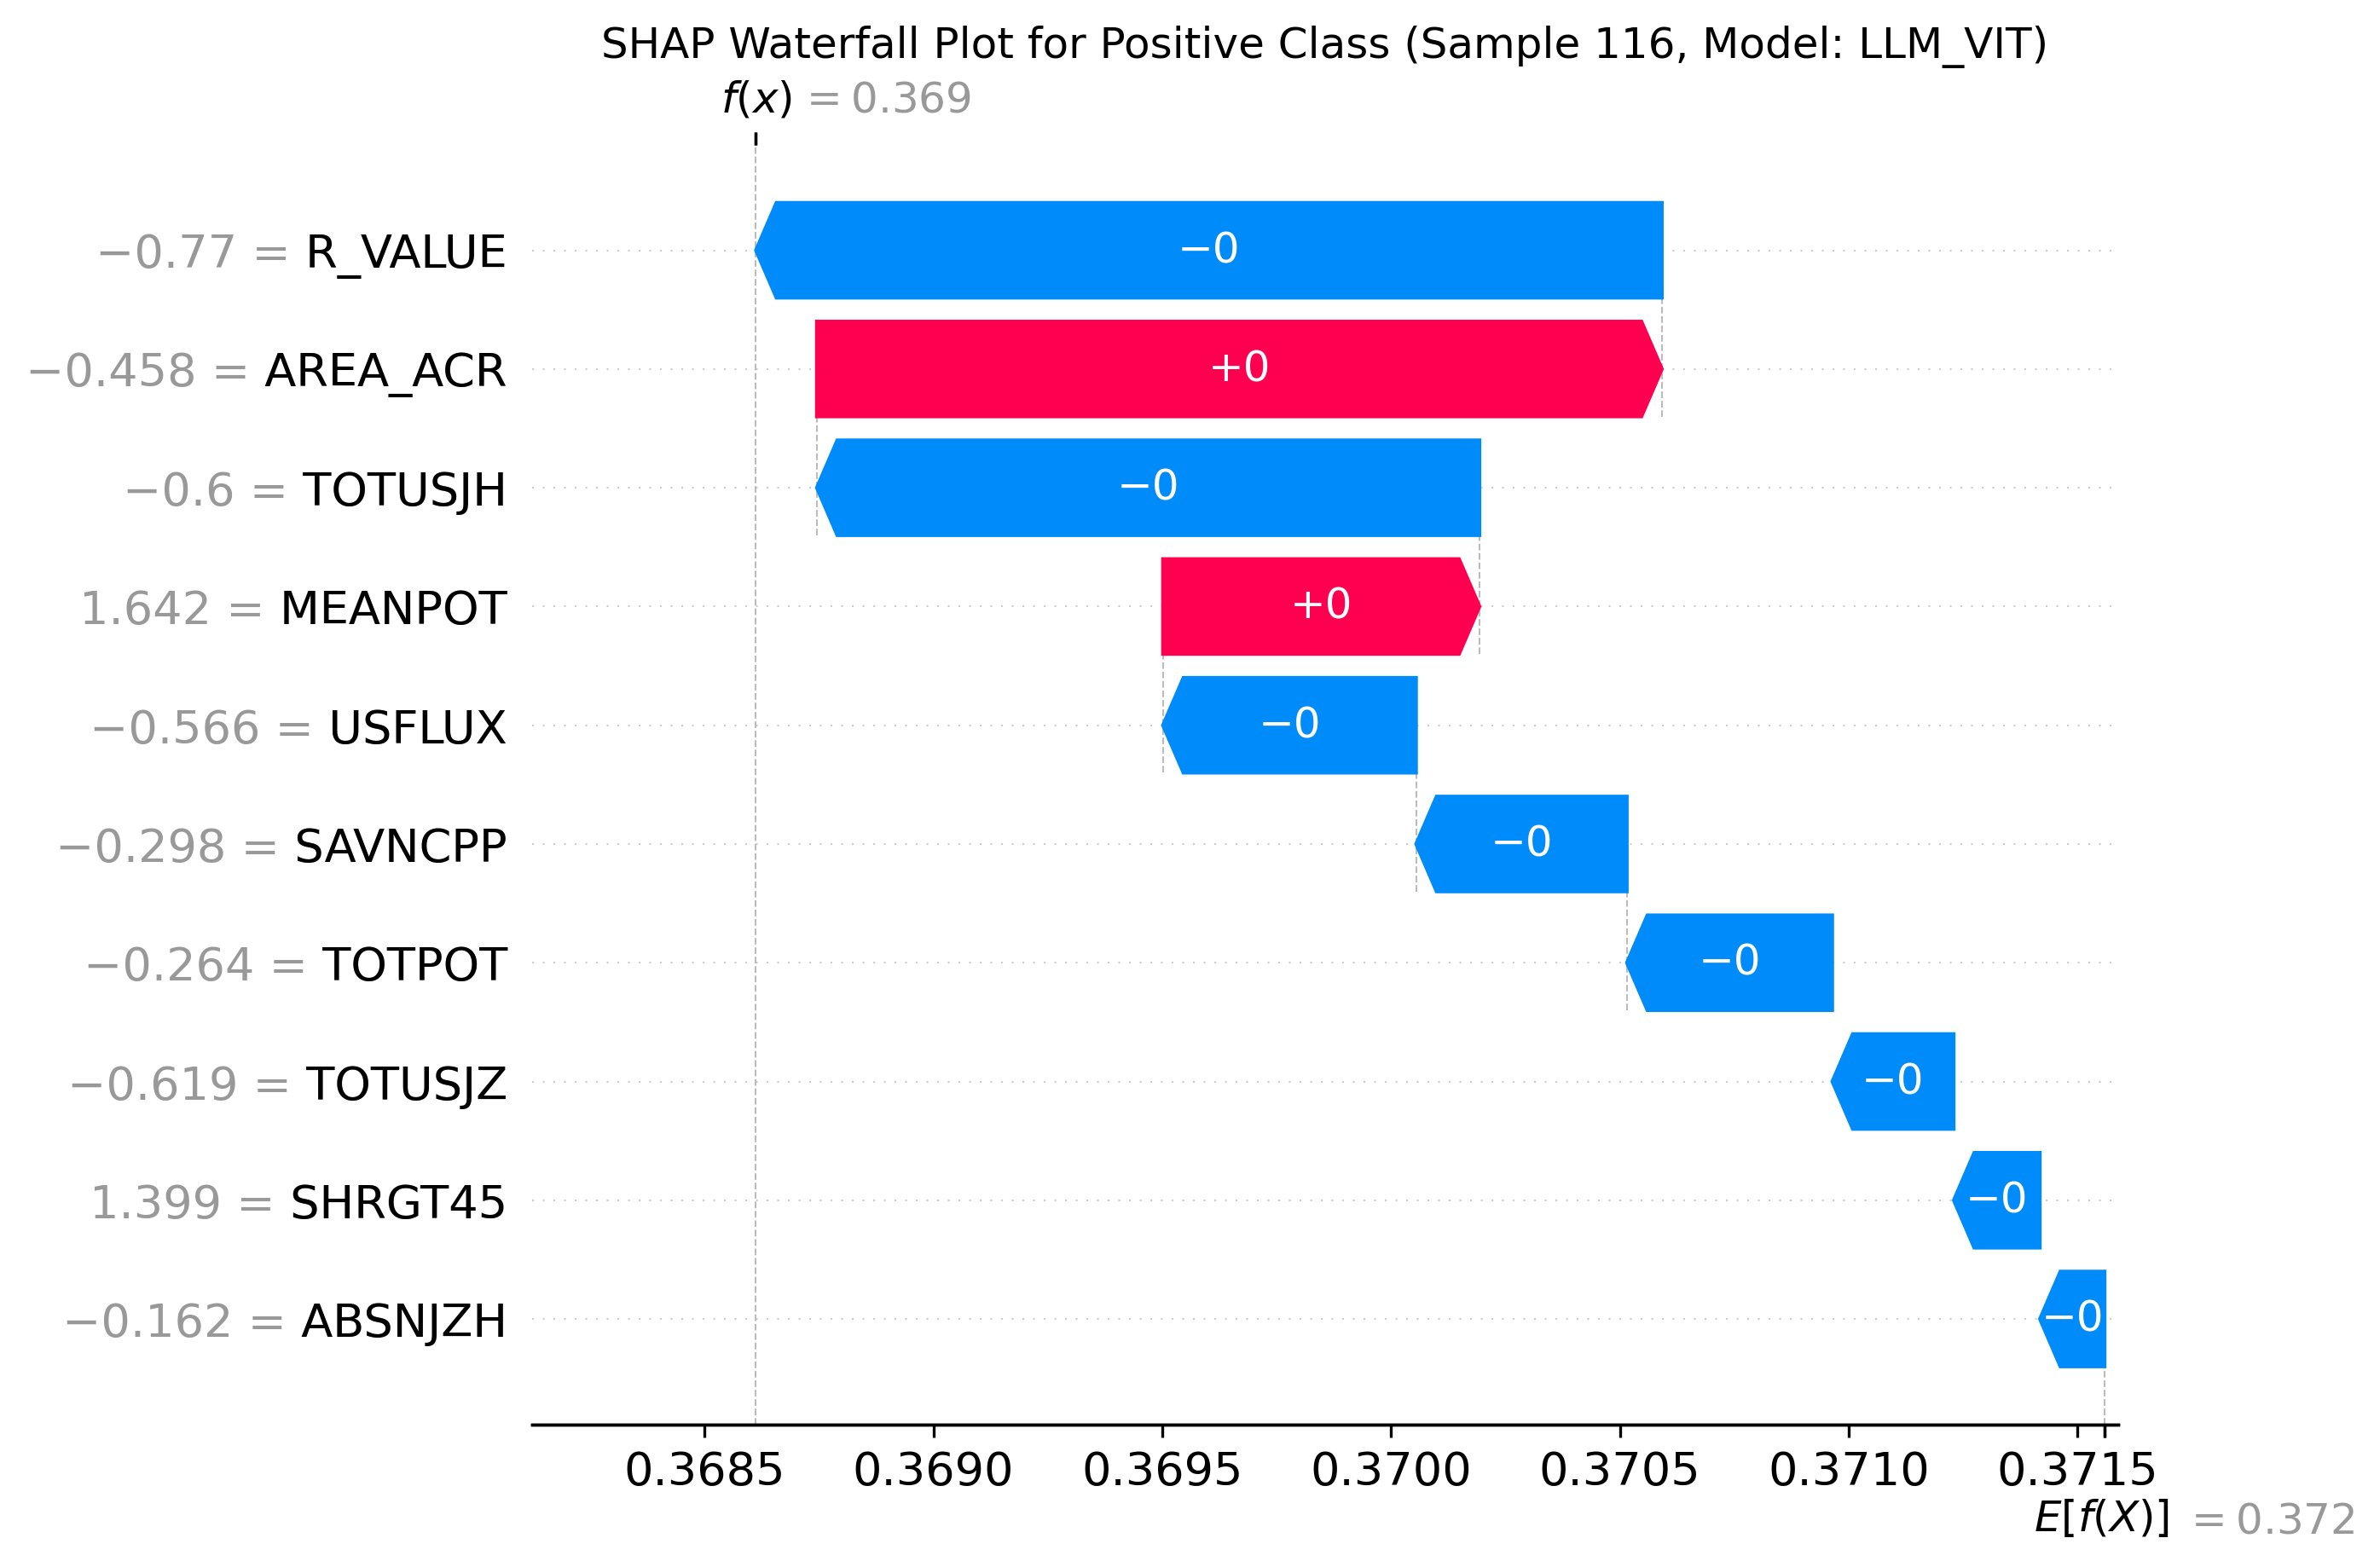 SHAP Waterfall Plot for Positive Class (Sample 116, Model: LLM_VIT)
f(x) = 0.369
−0.77 = R_VALUE −0
−0.458 = AREA_ACR +0
−0.6 = TOTUSJH −0
1.642 = MEANPOT +0
−0.566 = USFLUX −0
−0.298 = SAVNCPP −0
−0.264 = TOTPOT −0
−0.619 = TOTUSJZ −0
1.399 = SHRGT45 −0
−0.162 = ABSNJZH −0
0.3685 0.3690 0.3695 0.3700 0.3705 0.3710 0.3715
E[f(X)] = 0.372